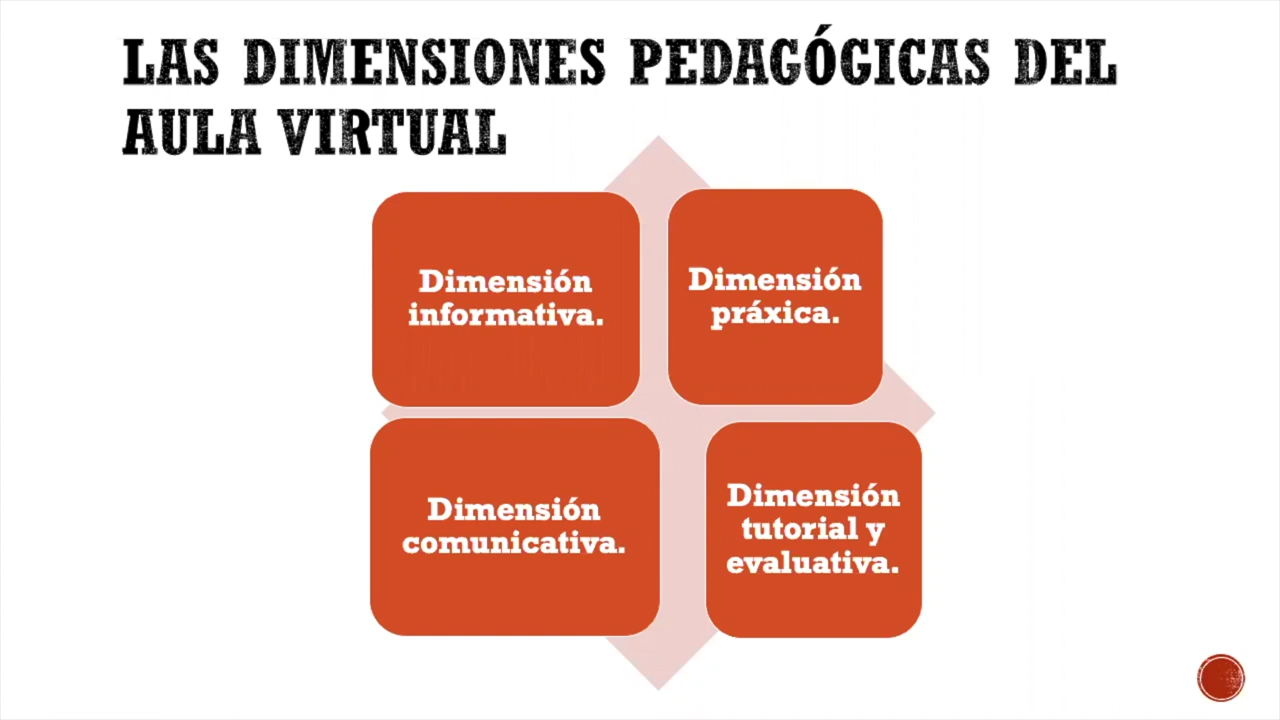 LAS DIMENSIONES PEDAGÓGICAS DEL
AULA VIRTUAL
Dimensión
informativa.
Dimensión
práxica.
Dimensión
comunicativa.
Dimensión
tutorial y
evaluativa.